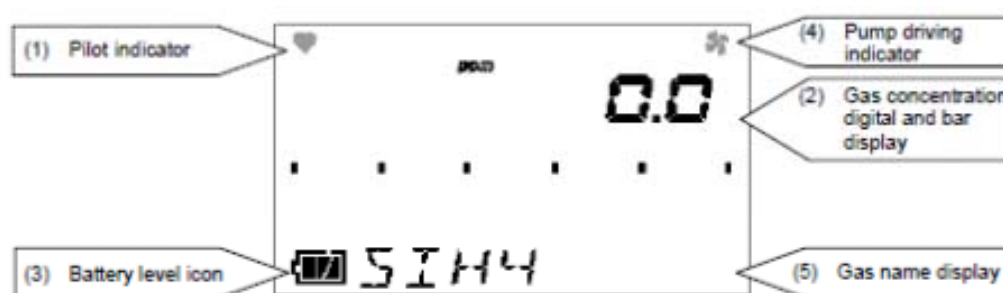 (1) Pilot indicator
(4) Pump driving
indicator
ppm
0.0
(2) Gas concentration
digital and bar
display
(3) Battery level icon
SIH4
(5) Gas name display